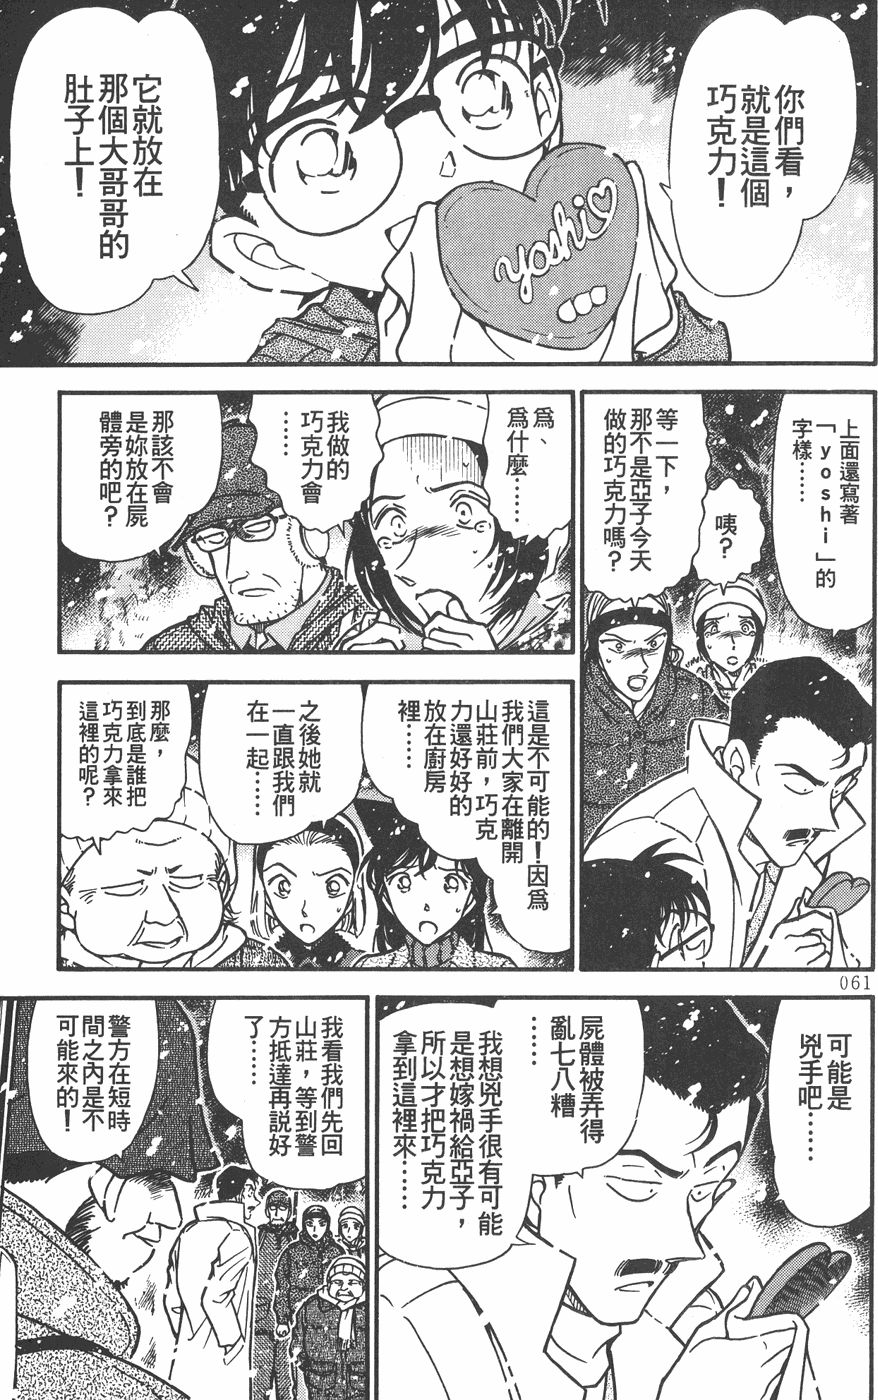 你們看，
就是這個
巧克力！
yoshi♡
它就放在
那個大哥哥的
肚子上！
上面還寫著
「yoshi」的
字樣……
咦？
等一下，
那不是亞子今天
做的巧克力嗎？
爲、
爲什麼……
我做的
巧克力會
……
那該不會
是妳放在屍
體旁的吧？
這是不可能的！因爲
我們大家在離開
山莊前，巧克
力還好好的
放在廚房
裡……
之後她就
一直跟我們
在一起……
那麼，
到底是誰把
巧克力拿來
這裡的呢？
061
可能是
兇手吧……
屍體被弄得
亂七八糟
……
我想兇手很有可能
是想嫁禍給亞子，
所以才把巧克力
拿到這裡來……
我看我們先回
山莊，等到警
方抵達再說好
了……
警方在短時
間之內是不
可能來的！